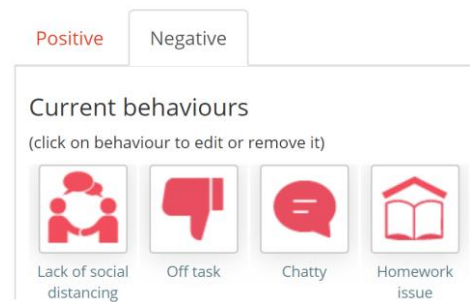 Positive Negative
Current behaviours
(click on behaviour to edit or remove it)
Lack of social distancing
Off task
Chatty
Homework issue